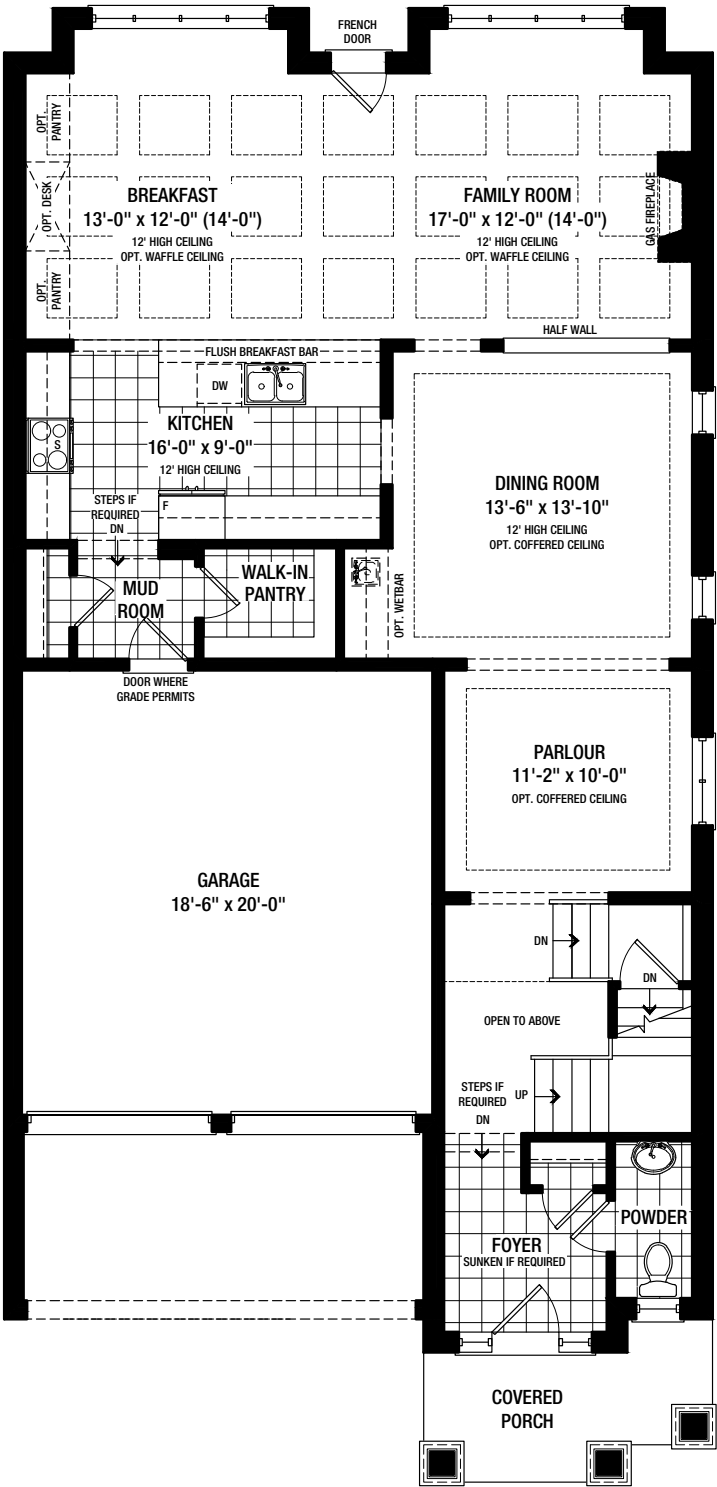 FRENCH
DOOR
OPT.
PANTRY
OPT. DESK
OPT.
PANTRY
BREAKFAST
13'-0" x 12'-0" (14'-0")
12' HIGH CEILING
OPT. WAFFLE CEILING
FAMILY ROOM
17'-0" x 12'-0" (14'-0")
12' HIGH CEILING
OPT. WAFFLE CEILING
GAS FIREPLACE
HALF WALL
FLUSH BREAKFAST BAR
DW
KITCHEN
16'-0" x 9'-0"
12' HIGH CEILING
S
F
STEPS IF
REQUIRED
DN
DINING ROOM
13'-6" x 13'-10"
12' HIGH CEILING
OPT. COFFERED CEILING
MUD
ROOM
WALK-IN
PANTRY
OPT. WETBAR
DOOR WHERE
GRADE PERMITS
PARLOUR
11'-2" x 10'-0"
OPT. COFFERED CEILING
GARAGE
18'-6" x 20'-0"
DN
DN
OPEN TO ABOVE
STEPS IF
REQUIRED
DN
UP
POWDER
FOYER
SUNKEN IF REQUIRED
COVERED
PORCH